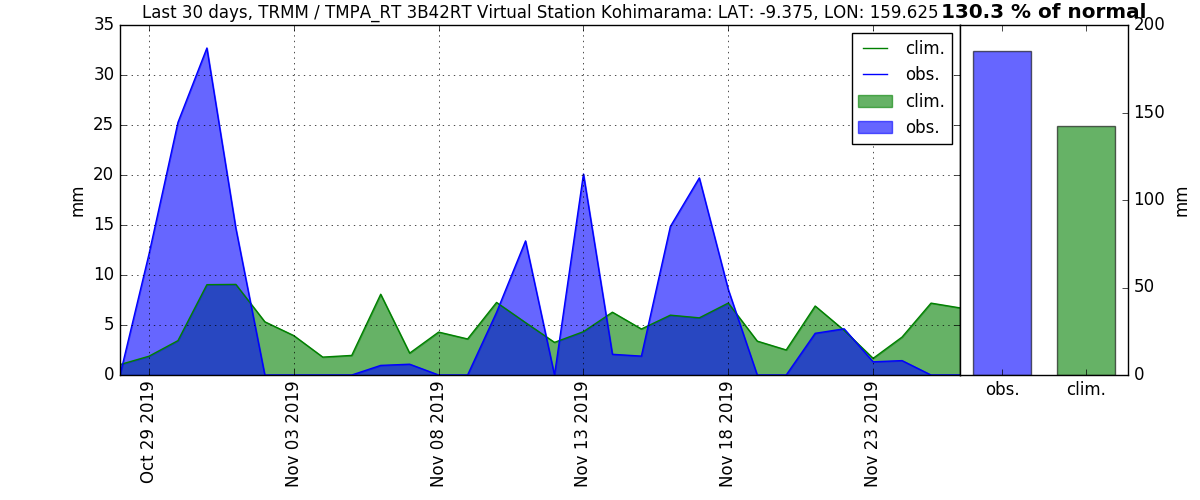 Last 30 days, TRMM / TMPA_RT 3B42RT Virtual Station Kohimarama: LAT: -9.375, LON: 159.625
130.3 % of normal
35
30
25
20
15
10
5
0
mm
clim.
obs.
clim.
obs.
Oct 29 2019
Nov 03 2019
Nov 08 2019
Nov 13 2019
Nov 18 2019
Nov 23 2019
200
150
100
50
0
mm
obs.
clim.